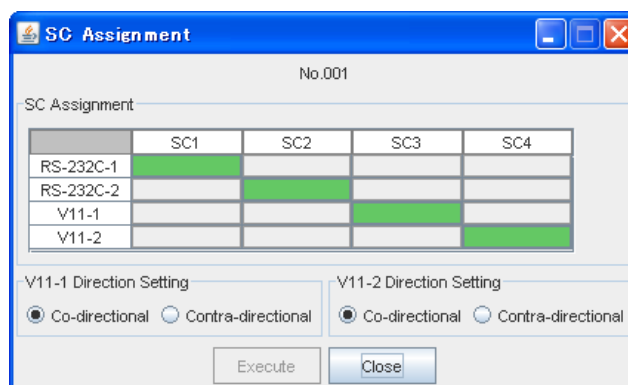 SC Assignment
No.001
SC Assignment
SC1 SC2 SC3 SC4
RS-232C-1
RS-232C-2
V11-1
V11-2
V11-1 Direction Setting V11-2 Direction Setting
Co-directional Contra-directional Co-directional Contra-directional
Execute Close